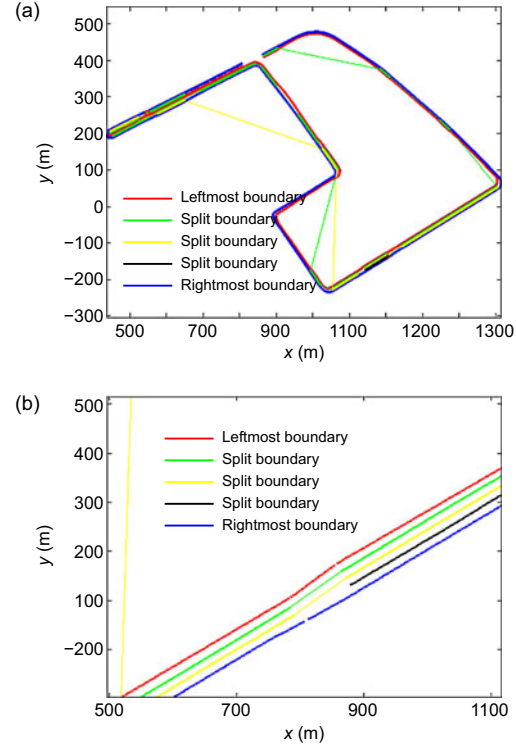 (a)
500
400
300
200
100
0
−100
−200
−300
y (m)
Leftmost boundary
Split boundary
Split boundary
Split boundary
Rightmost boundary
500 600 700 800 900 1000 1100 1200 1300
x (m)
(b)
500
400
300
200
100
−200
y (m)
Leftmost boundary
Split boundary
Split boundary
Split boundary
Rightmost boundary
500 700 900 1100
x (m)